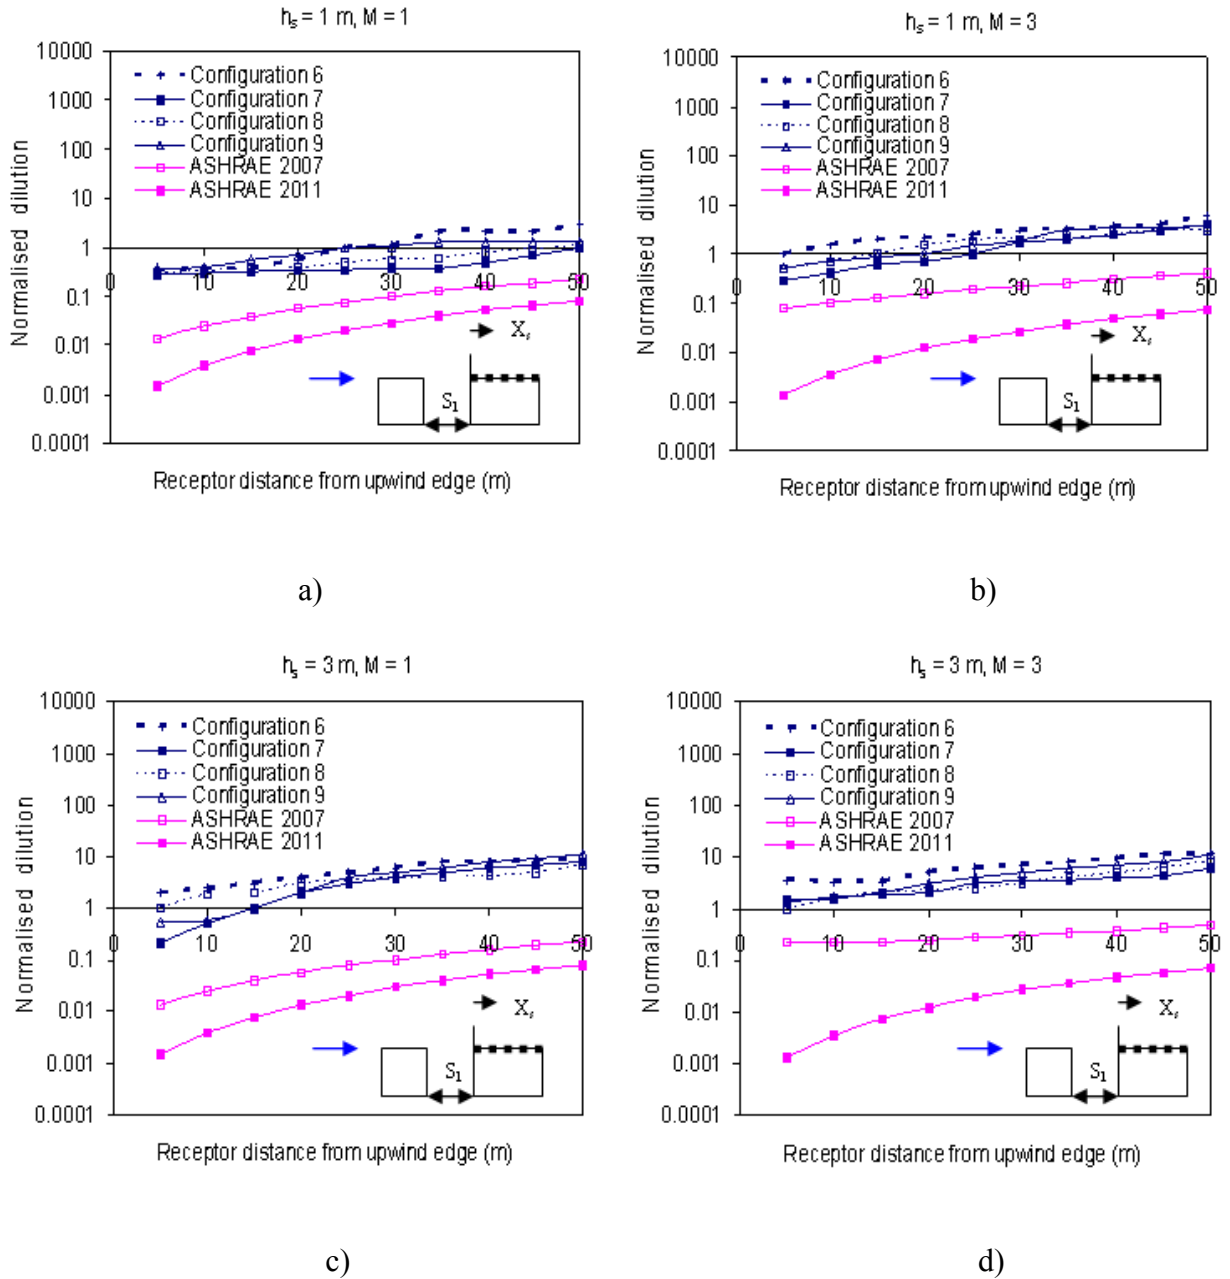 hs = 1 m, M = 1
10000
1000
100
10
1
0.1
0.01
0.001
0.0001
Normalised dilution
Configuration 6
Configuration 7
Configuration 8
Configuration 9
ASHRAE 2007
ASHRAE 2011
0 10 20 30 40 50
Xr
S1
Receptor distance from upwind edge (m)
a)
hs = 1 m, M = 3
10000
1000
100
10
1
0.1
0.01
0.001
0.0001
Normalised dilution
Configuration 6
Configuration 7
Configuration 8
Configuration 9
ASHRAE 2007
ASHRAE 2011
0 10 20 30 40 50
Xr
S1
Receptor distance from upwind edge (m)
b)
hs = 3 m, M = 1
10000
1000
100
10
1
0.1
0.01
0.001
0.0001
Normalised dilution
Configuration 6
Configuration 7
Configuration 8
Configuration 9
ASHRAE 2007
ASHRAE 2011
0 10 20 30 40 50
Xr
S1
Receptor distance from upwind edge (m)
c)
hs = 3 m, M = 3
10000
1000
100
10
1
0.1
0.01
0.001
0.0001
Normalised dilution
Configuration 6
Configuration 7
Configuration 8
Configuration 9
ASHRAE 2007
ASHRAE 2011
0 10 20 30 40 50
Xr
S1
Receptor distance from upwind edge (m)
d)